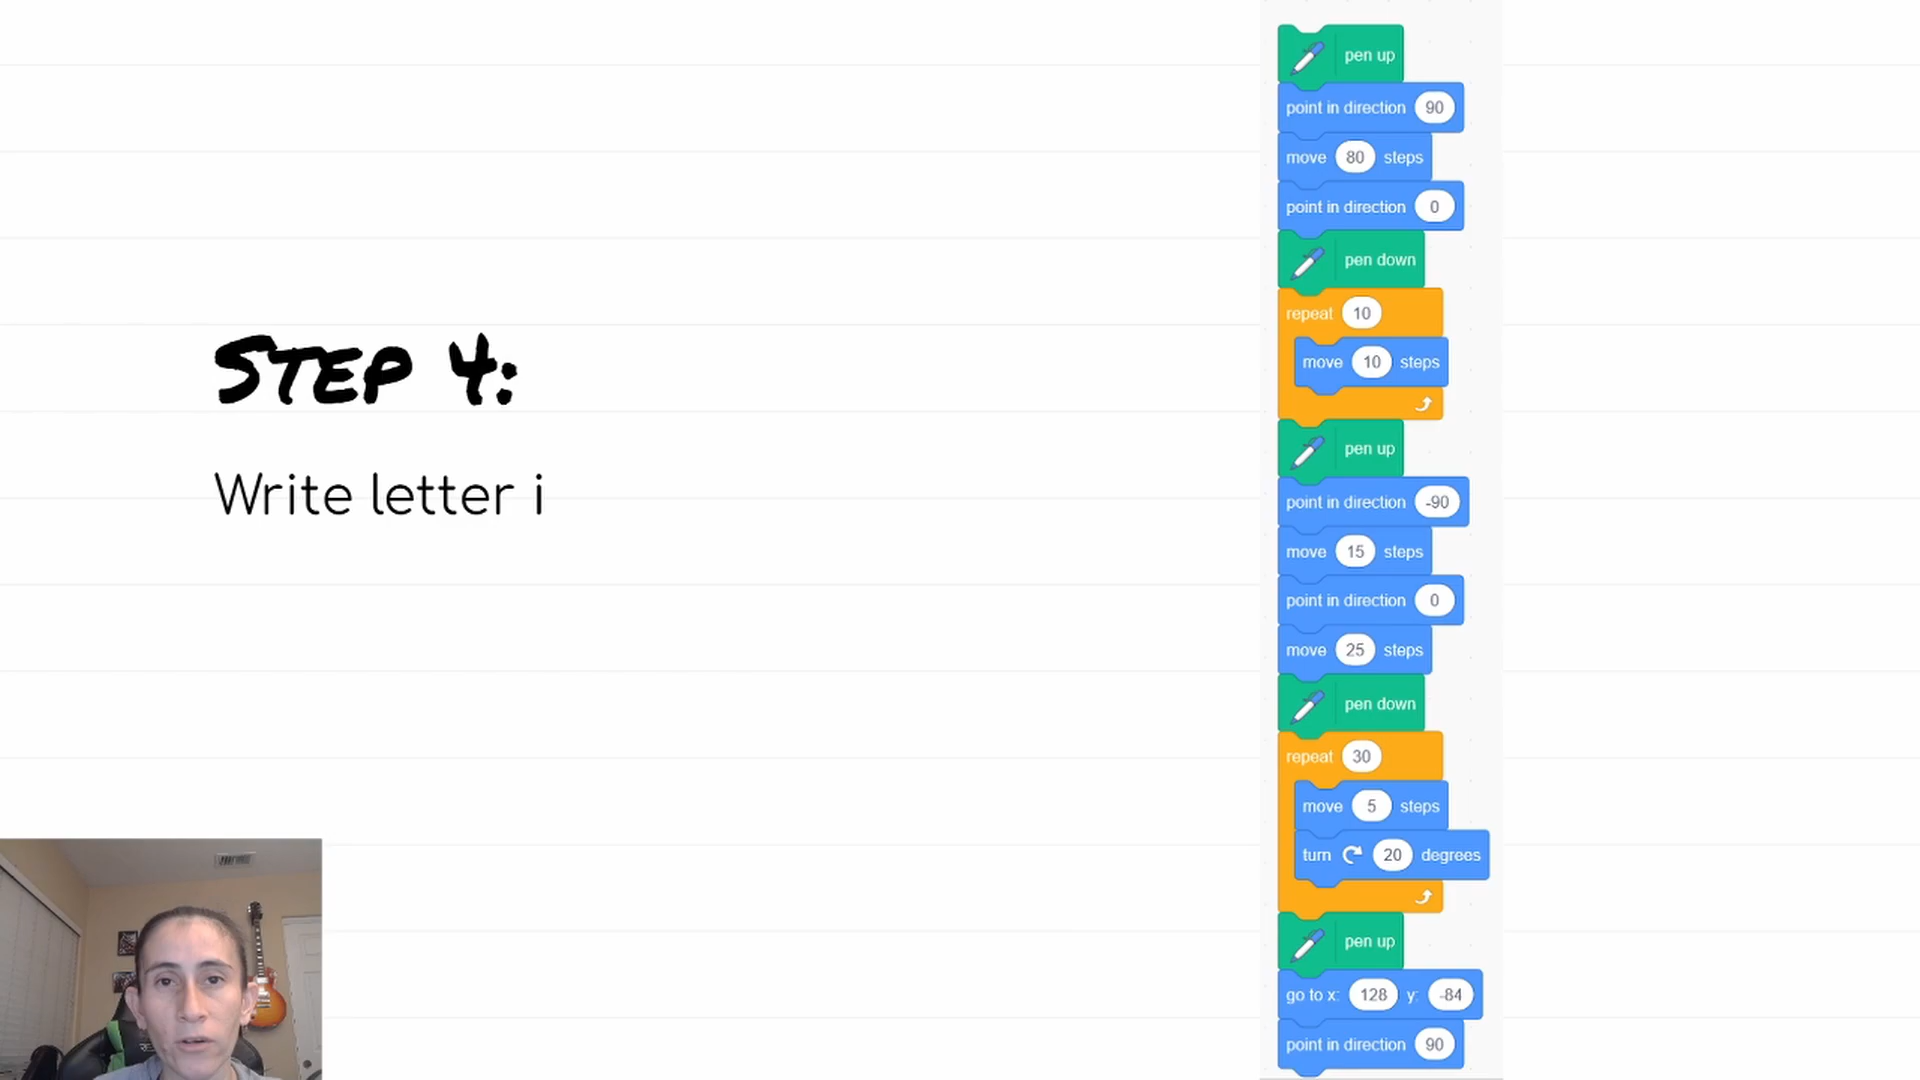 STEP 4:
Write letter i
pen up
point in direction 90
move 80 steps
point in direction 0
pen down
repeat 10
move 10 steps
pen up
point in direction -90
move 15 steps
point in direction 0
move 25 steps
pen down
repeat 30
move 5 steps
turn 20 degrees
pen up
go to x: 128 y: -84
point in direction 90